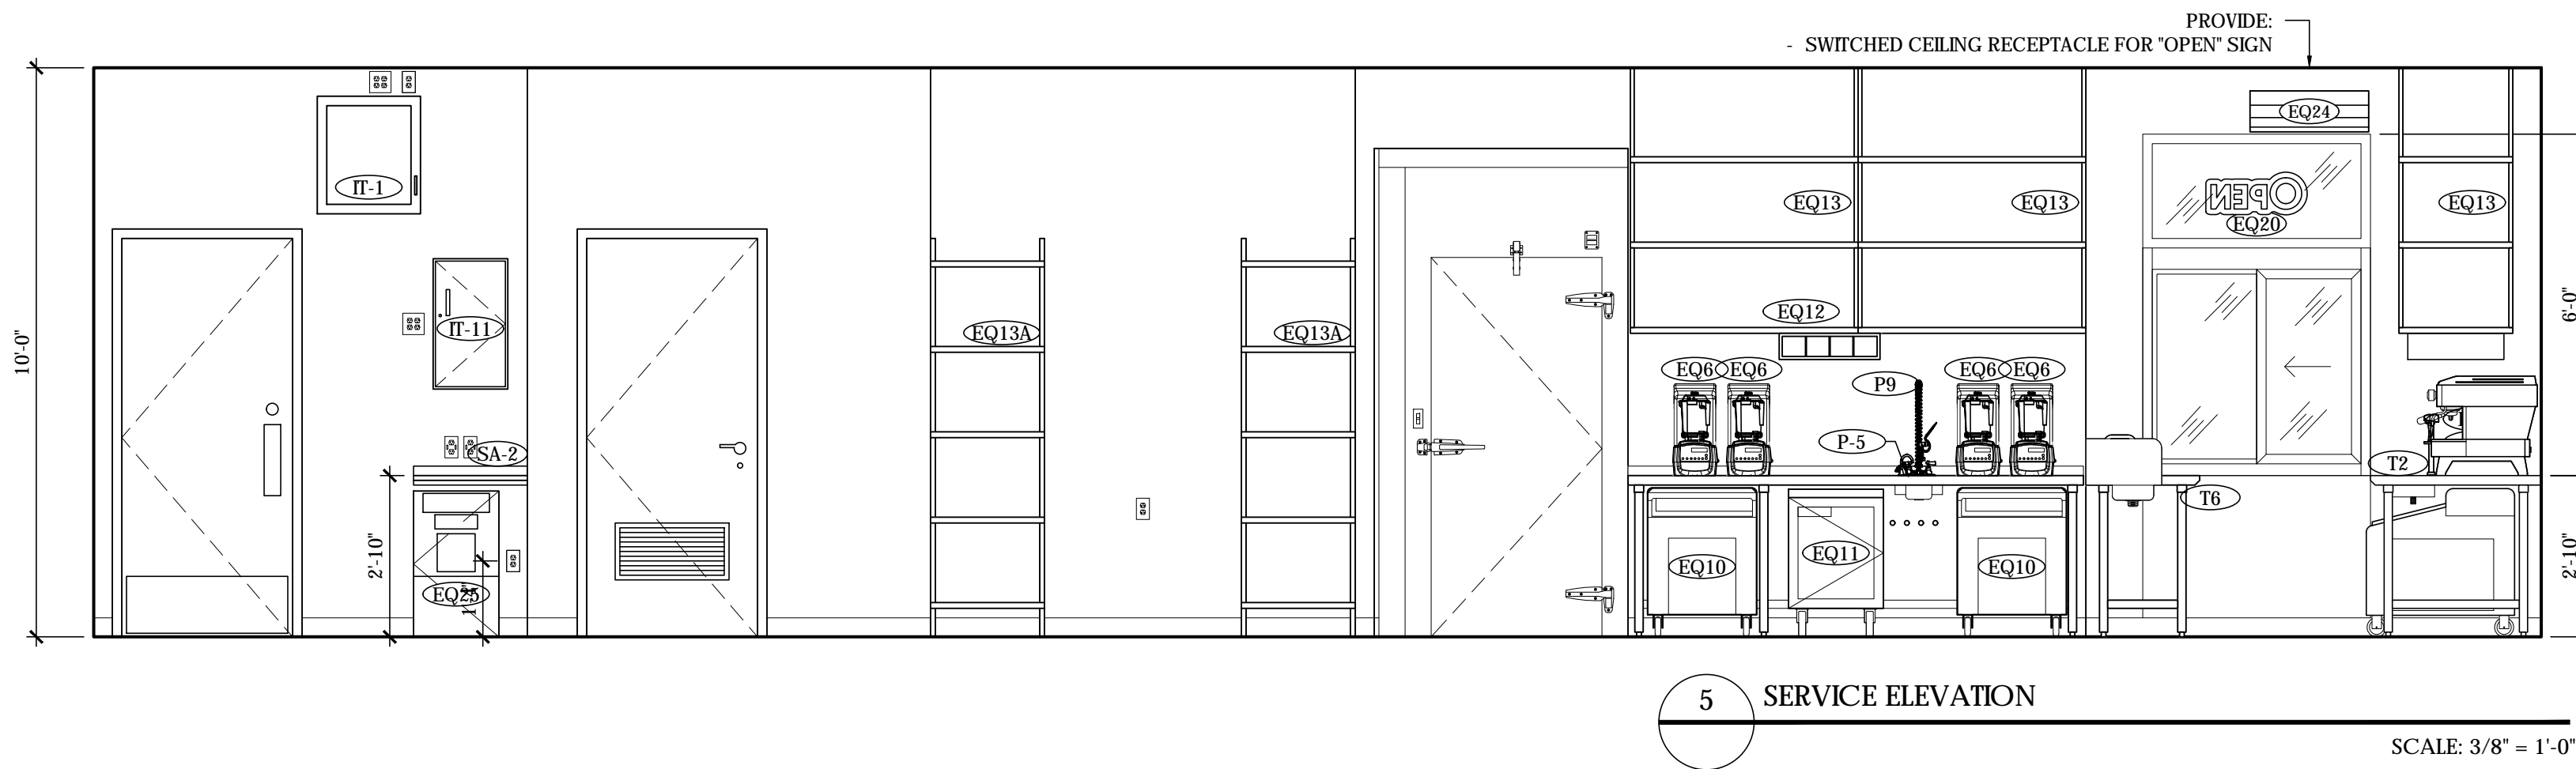 PROVIDE:
- SWITCHED CEILING RECEPTACLE FOR "OPEN" SIGN
EQ24
IT-1
EQ13
EQ13
OPEN
EQ20
EQ13
10'-0"
IT-11
EQ13A
EQ13A
EQ12
6'-0"
EQ6
EQ6
P9
EQ6
EQ6
P-5
SA-2
T2
T6
2'-10"
EQ25
EQ10
EQ11
EQ10
2'-10"
5
SERVICE ELEVATION
SCALE: 3/8" = 1'-0"